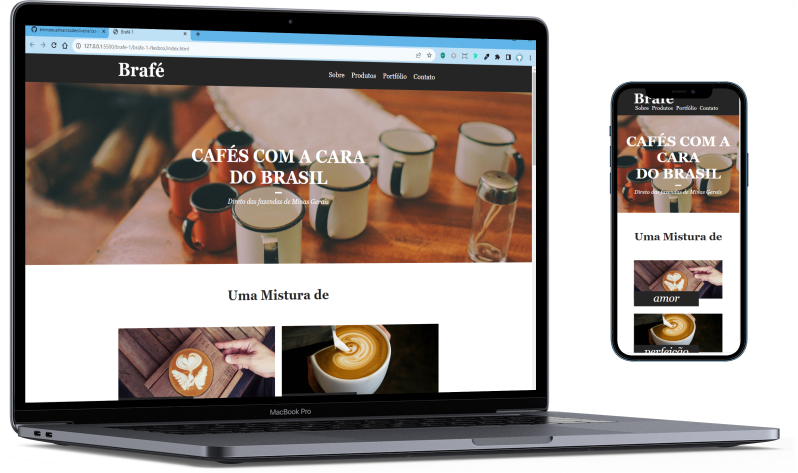 Brafé-1
127.0.0.1:5500/brafe-1/brafe-1-flexbox/index.html
Brafé
Sobre Produtos Portfólio Contato
CAFÉS COM A CARA
DO BRASIL
Direto das fazendas de Minas Gerais
Uma Mistura de
MacBook Pro
Brafé
Sobre Produtos Portfólio Contato
CAFÉS COM A
CARA
DO BRASIL
Direto das fazendas de Minas Gerais
Uma Mistura de
amor
perfeição